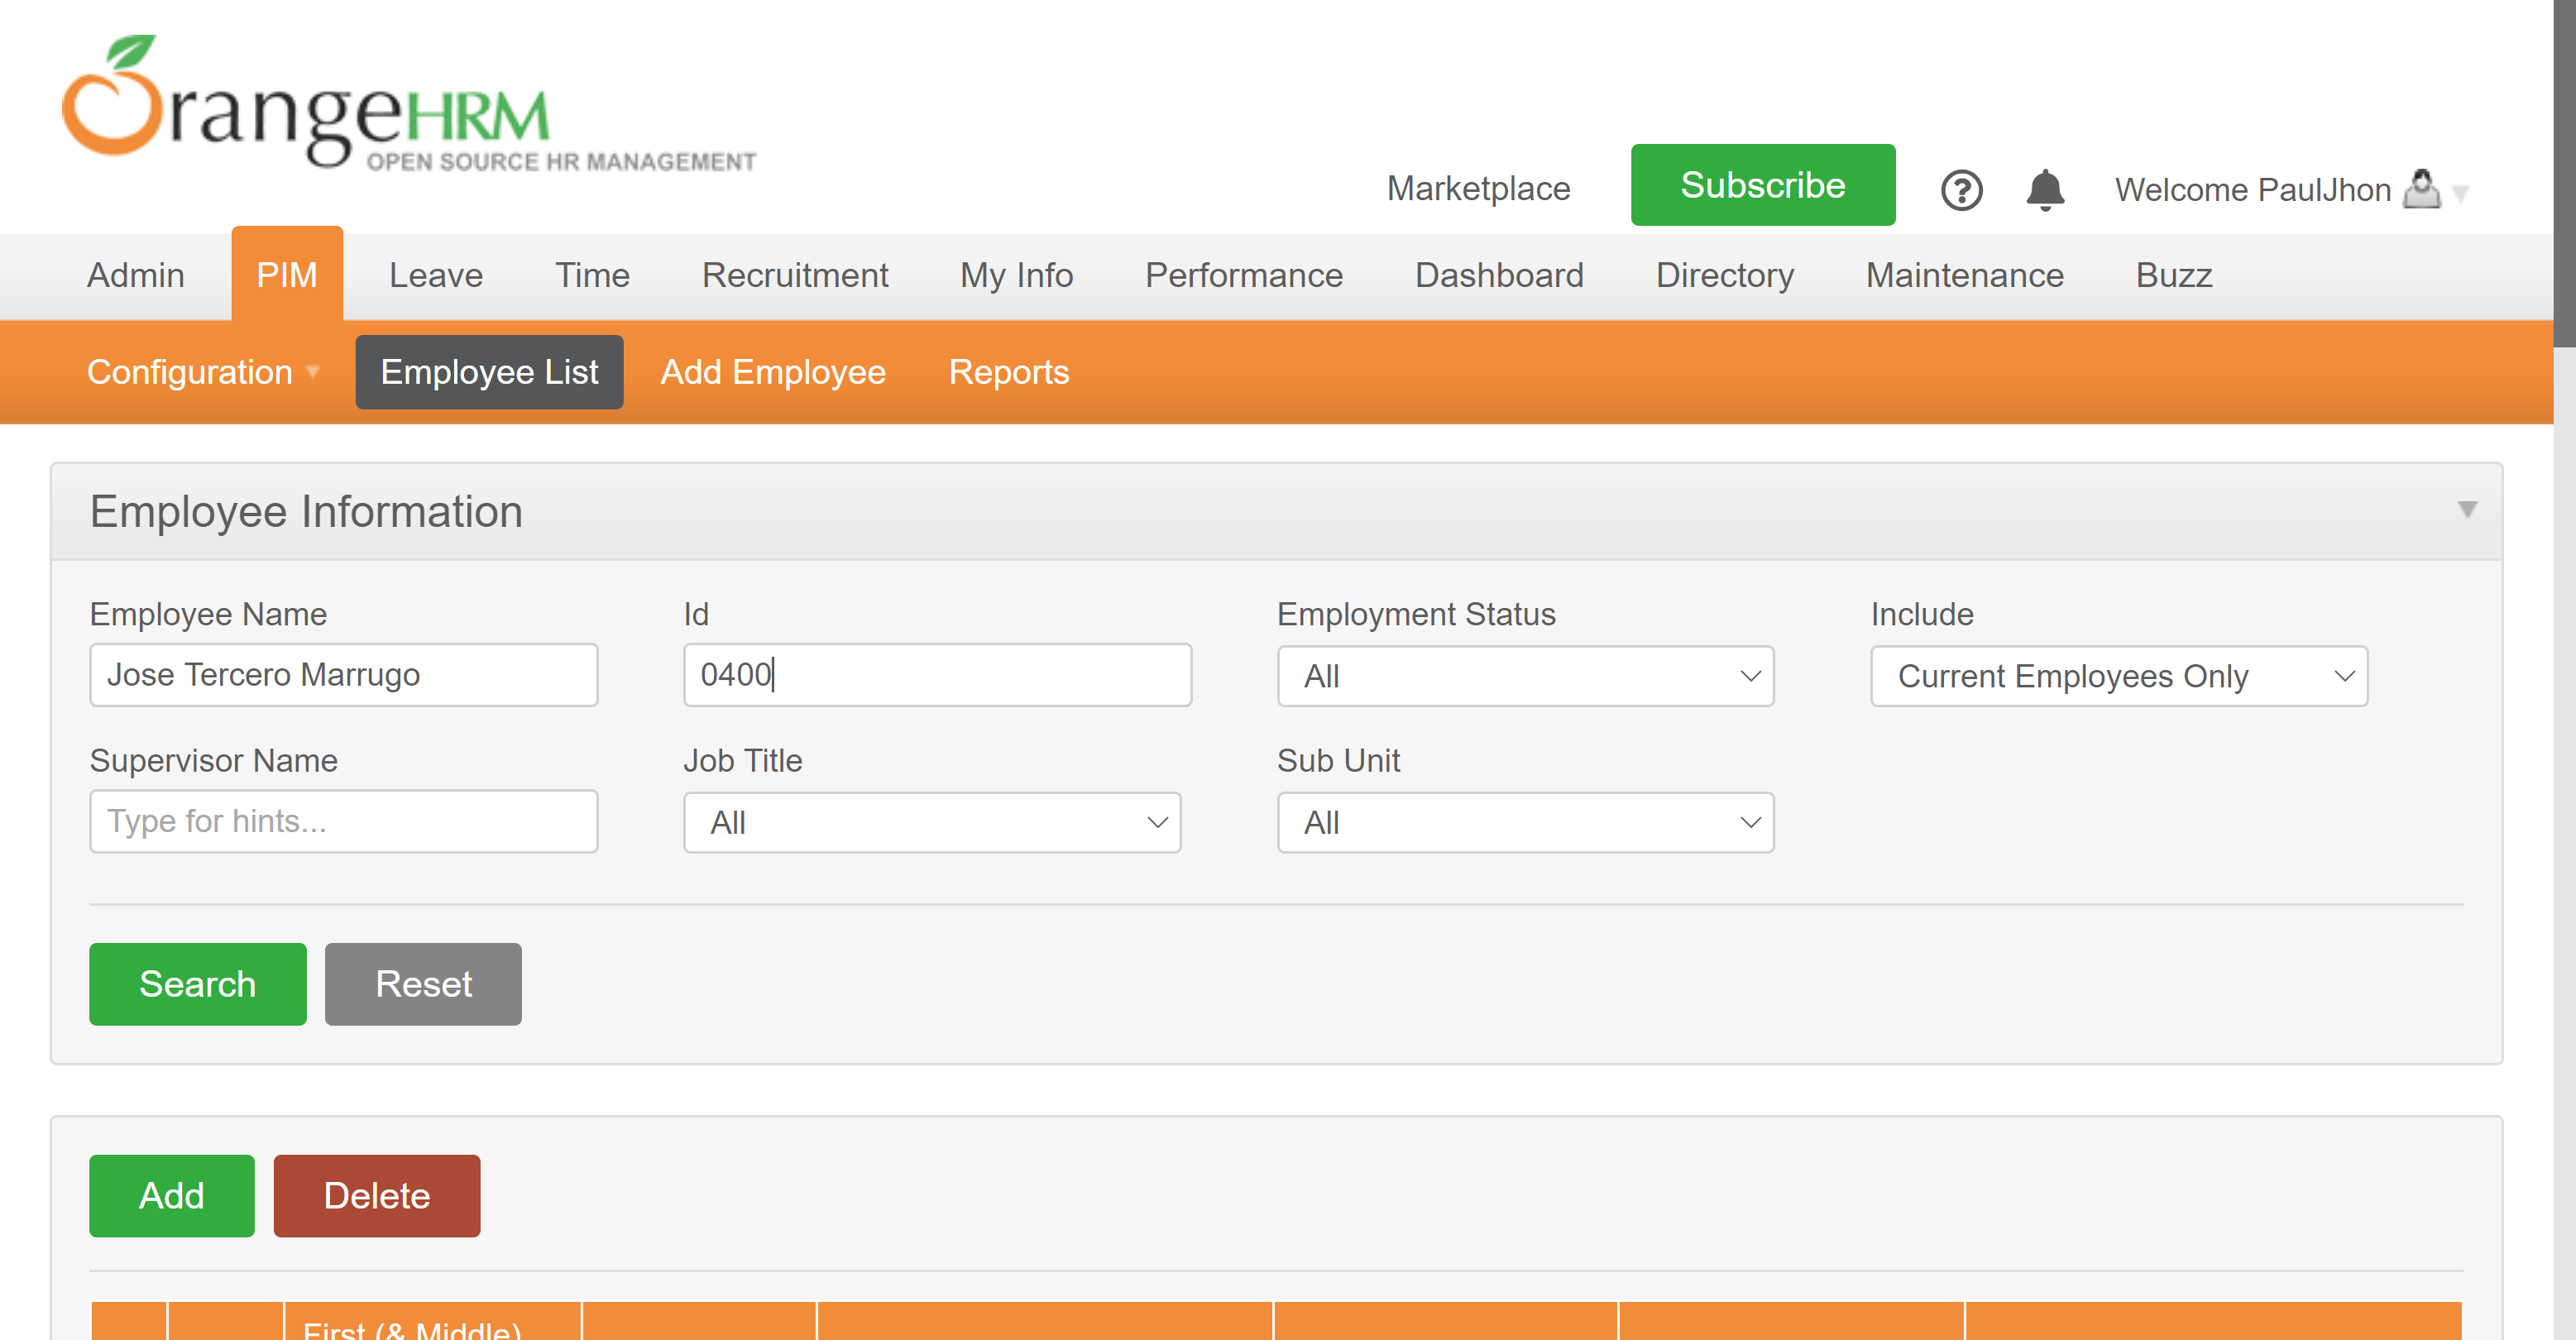 OrangeHRM
OPEN SOURCE HR MANAGEMENT
Marketplace Subscribe Welcome PaulJhon
Admin PIM Leave Time Recruitment My Info Performance Dashboard Directory Maintenance Buzz
Configuration Employee List Add Employee Reports
Employee Information
Employee Name Id Employment Status Include
Jose Tercero Marrugo 0400 All Current Employees Only
Supervisor Name Job Title Sub Unit
Type for hints... All All
Search Reset
Add Delete
First (& Middle)